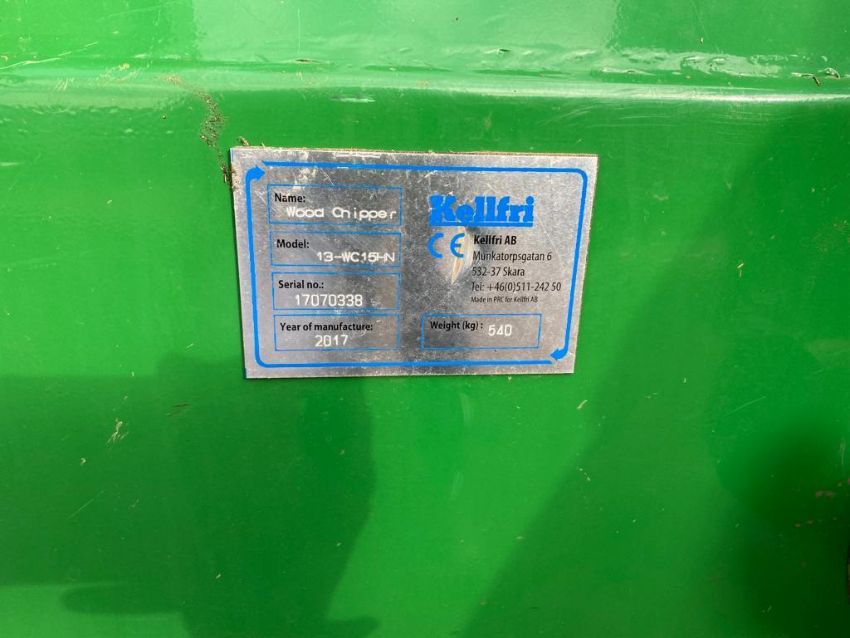 Name:
Wood Chipper
Model:
13-WC15HN
Serial no.:
17070338
Year of manufacture:
2017
Kellfri
CE
Kellfri AB
Munkatorpsgatan 6
532-37 Skara
Tel: +46(0)511-242 50
Made in PRC for Kellfri AB
Weight (kg) :
540